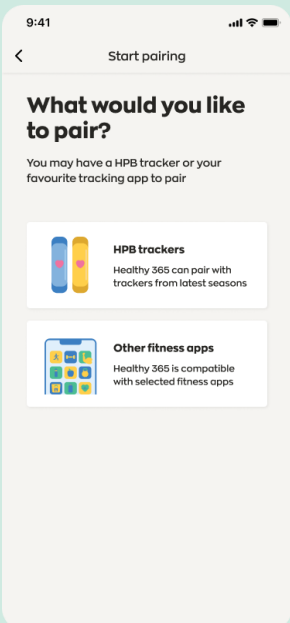 9:41
Start pairing
What would you like
to pair?
You may have a HPB tracker or your
favourite tracking app to pair
HPB trackers
Healthy 365 can pair with
trackers from latest seasons
Other fitness apps
Healthy 365 is compatible
with selected fitness apps